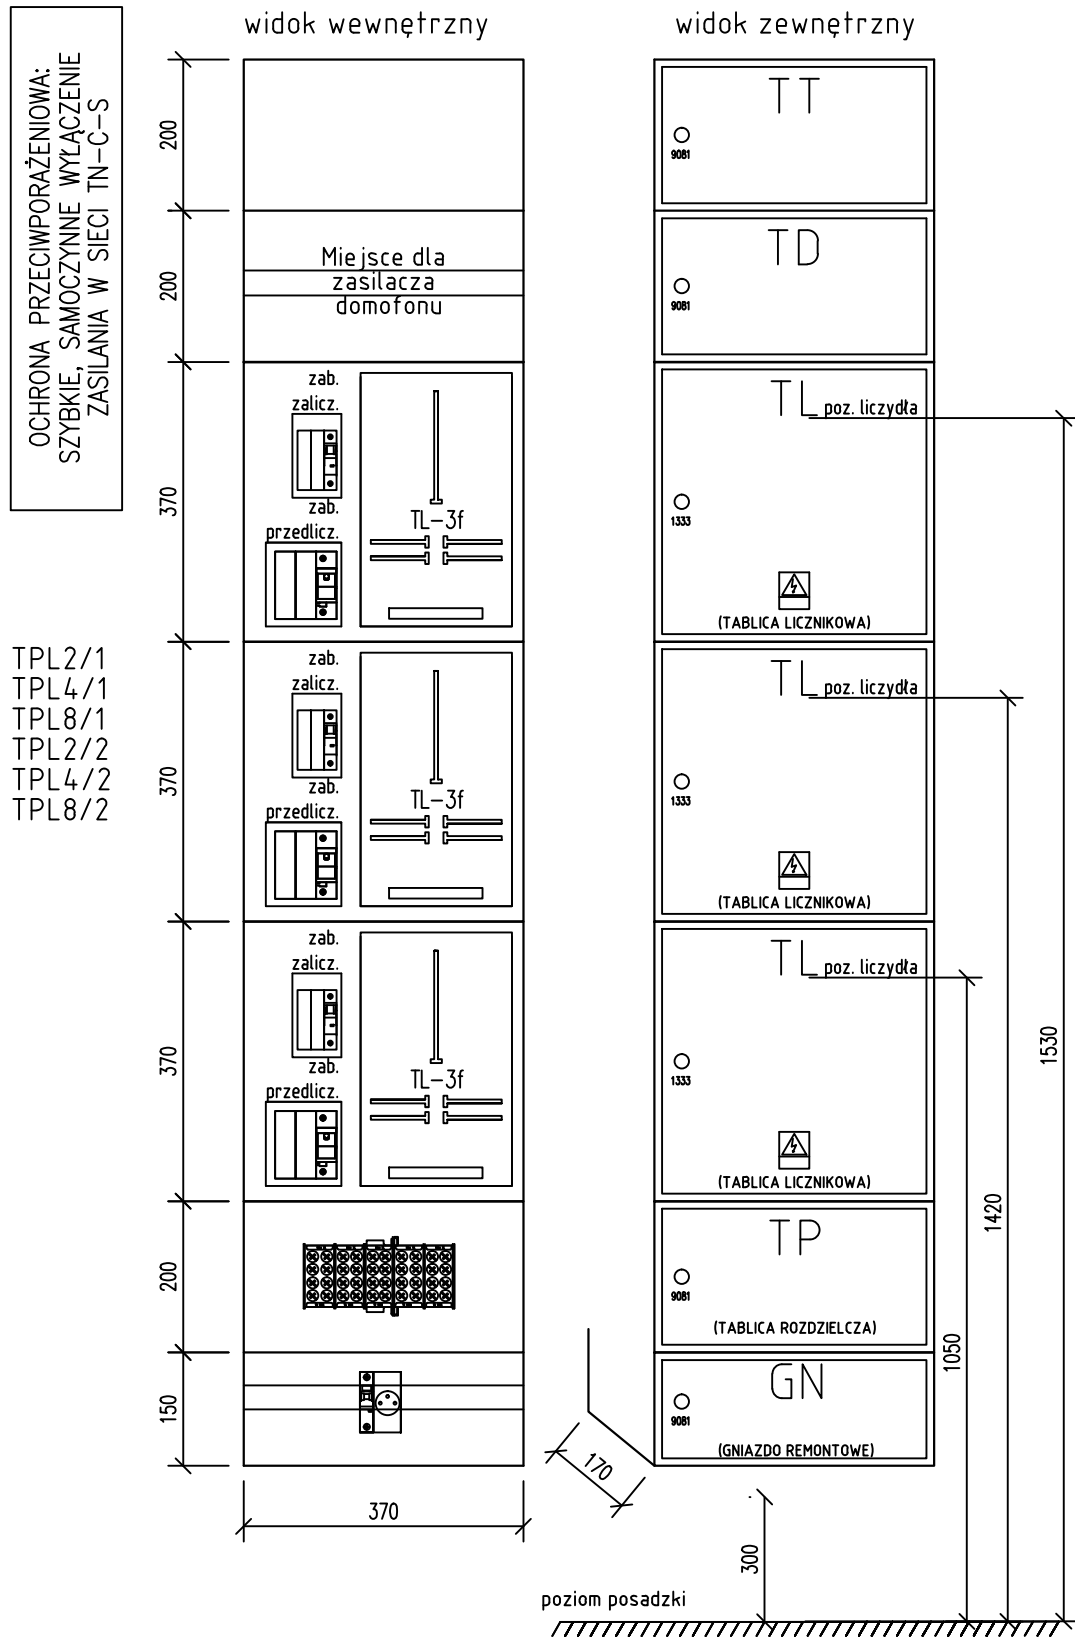 widok wewnętrzny
widok zewnętrzny
OCHRONA PRZECIWPORAŻENIOWA:
SZYBKIE, SAMOCZYNNE WYŁĄCZENIE
ZASILANIA W SIECI TN-C-S
200
TT
9081
200
Miejsce dla
zasilacza
domofonu
TD
9081
370
zab.
zalicz.
zab.
przedlicz.
TL-3f
TL
poz. liczydła
1333
(TABLICA LICZNIKOWA)
TPL2/1
TPL4/1
TPL8/1
TPL2/2
TPL4/2
TPL8/2
370
zab.
zalicz.
zab.
przedlicz.
TL-3f
TL
poz. liczydła
1333
(TABLICA LICZNIKOWA)
370
zab.
zalicz.
zab.
przedlicz.
TL-3f
TL
poz. liczydła
1333
(TABLICA LICZNIKOWA)
1530
1420
1050
200
TP
9081
(TABLICA ROZDZIELCZA)
150
GN
9081
(GNIAZDO REMONTOWE)
170
370
300
poziom posadzki